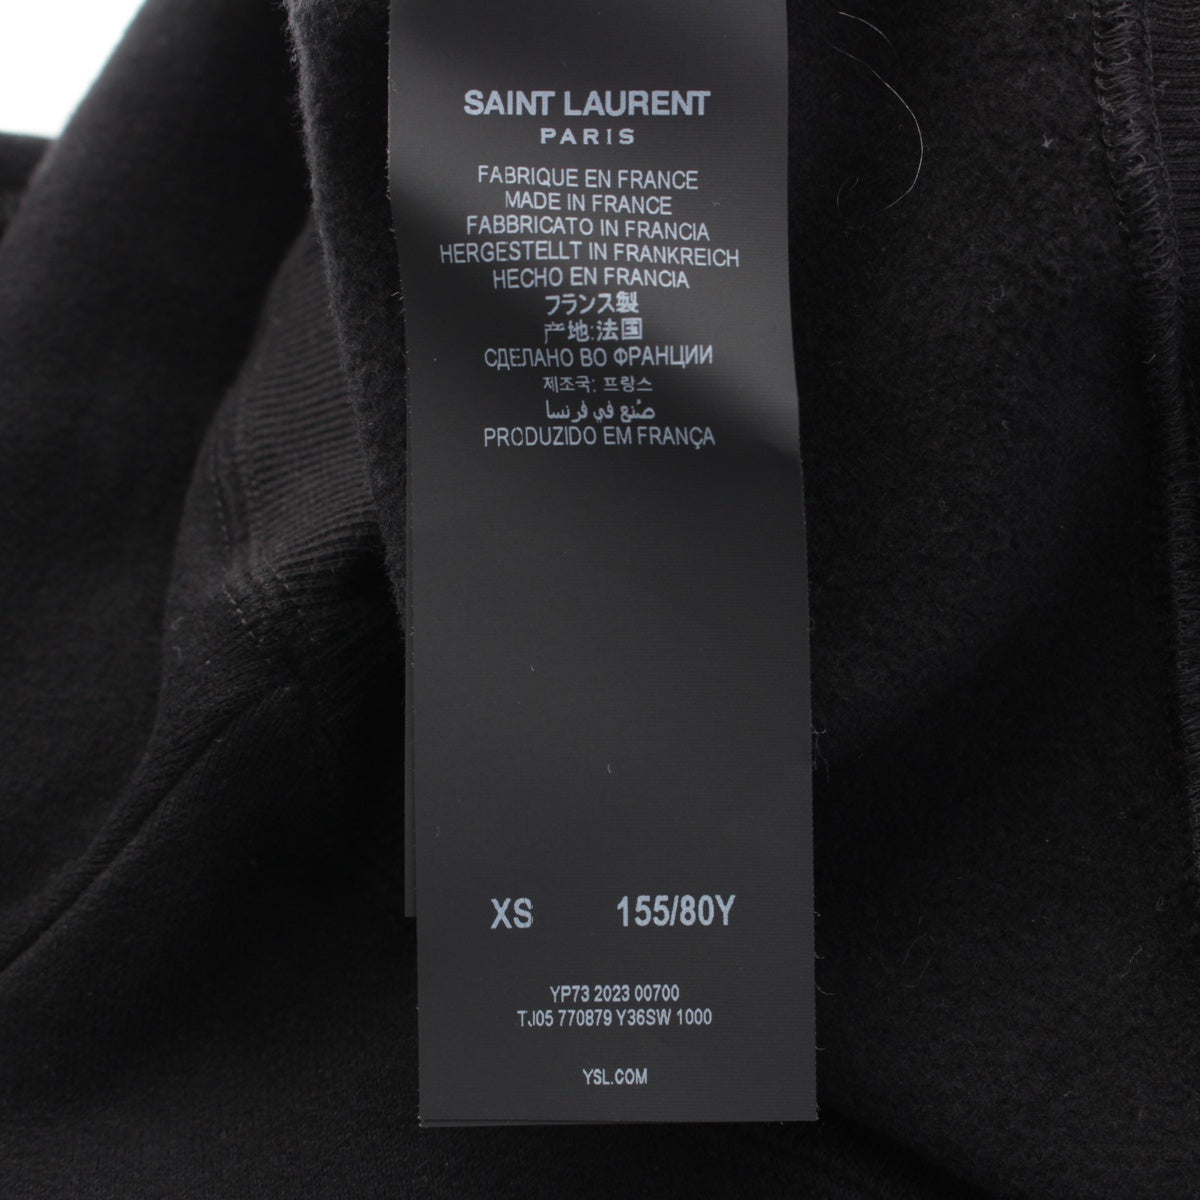 SAINT LAURENT
PARIS
FABRIQUE EN FRANCE
MADE IN FRANCE
FABBRICATO IN FRANCIA
HERGESTELLT IN FRANKREICH
HECHO EN FRANCIA
フランス製
产地:法国
СДЕЛАНО ВО ФРАНЦИИ
제조국: 프랑스
صُنع في فرنسا
PRODUZIDO EM FRANÇA
XS 155/80Y
YP73 2023 00700
TJ05 770879 Y36SW 1000
YSL.COM